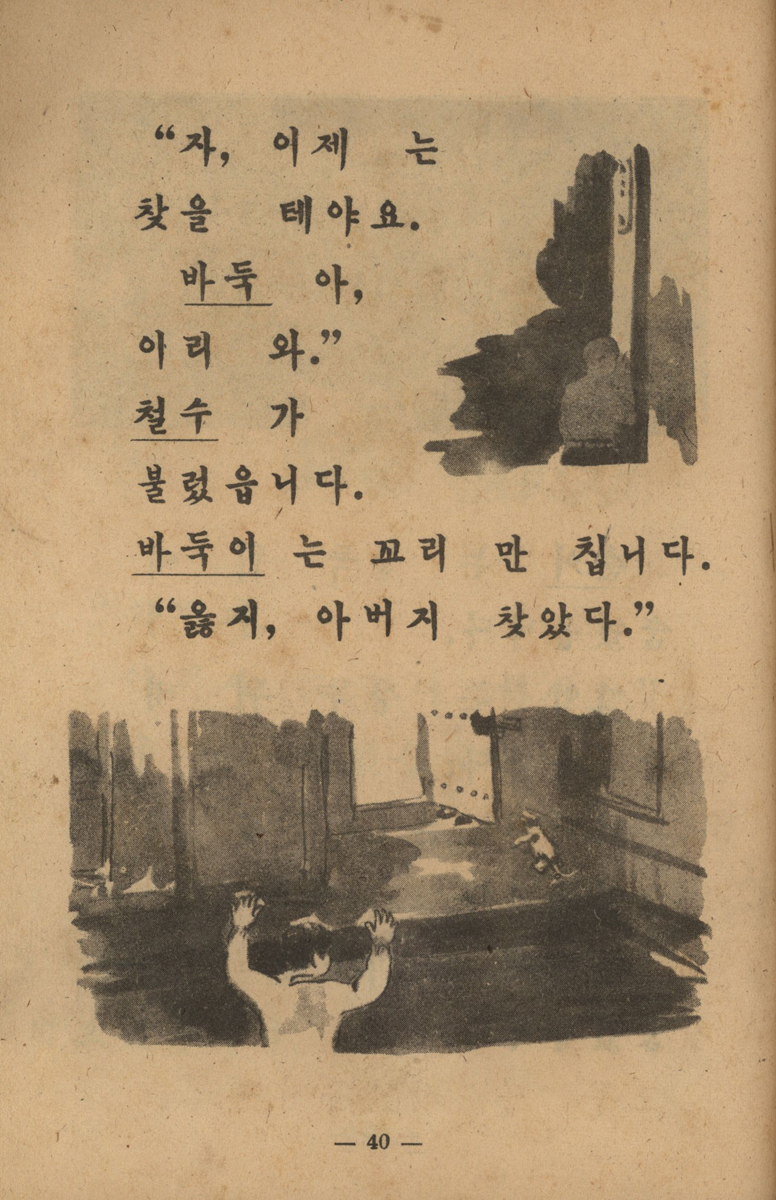 “자, 이제 는
찾을 테야요.
바둑 아,
아리 와.”
철수 가
불렀읍니다.
바둑이 는 꼬리 만 칩니다.
“옳지, 아버지 찾았다.”
— 40 —